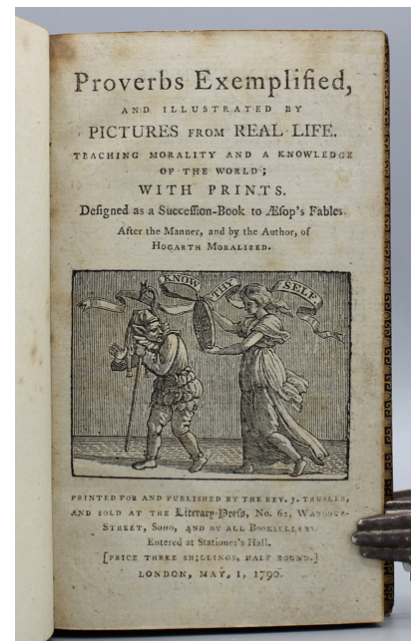 Proverbs Exemplified,
AND ILLUSTRATED BY
PICTURES FROM REAL LIFE.
TEACHING MORALITY AND A KNOWLEDGE
OF THE WORLD;
WITH PRINTS.
Deſigned as a Succeſſion-Book to Æſop's Fables.
After the Manner, and by the Author, of
HOGARTH MORALISED.
KNOW THY SELF
PRINTED FOR AND PUBLISHED BY THE REV. J. TRUSLER,
AND SOLD AT THE Literary-Preſs, No. 62, WARDOUR-
STREET, SOHO, AND BY ALL BOOKSELLERS.
Entered at Stationer's Hall.
[PRICE THREE SHILLINGS, HALF BOUND.]
LONDON, MAY, 1, 1790.